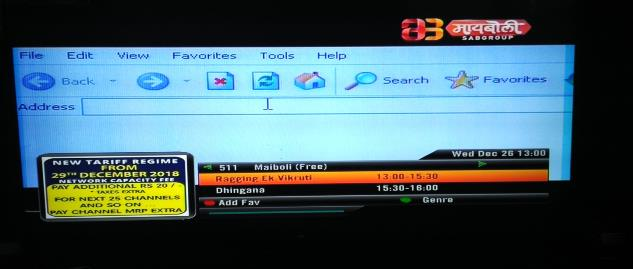 मायबोली
SABGROUP
File Edit View Favorites Tools Help
Back Search Favorites
Address
Wed Dec 26 13:00
511 Maiboli (Free)
Ragging Ek Vikruti 13:00-15:30
Dhingana 15:30-16:00
Add Fav Genre
NEW TARIFF REGIME
FROM
29TH DECEMBER 2018
NETWORK CAPACITY FEE
PAY ADDITIONAL RS 20 / -
* TAXES EXTRA
FOR NEXT 25 CHANNELS
AND SO ON...
PAY CHANNEL MRP EXTRA